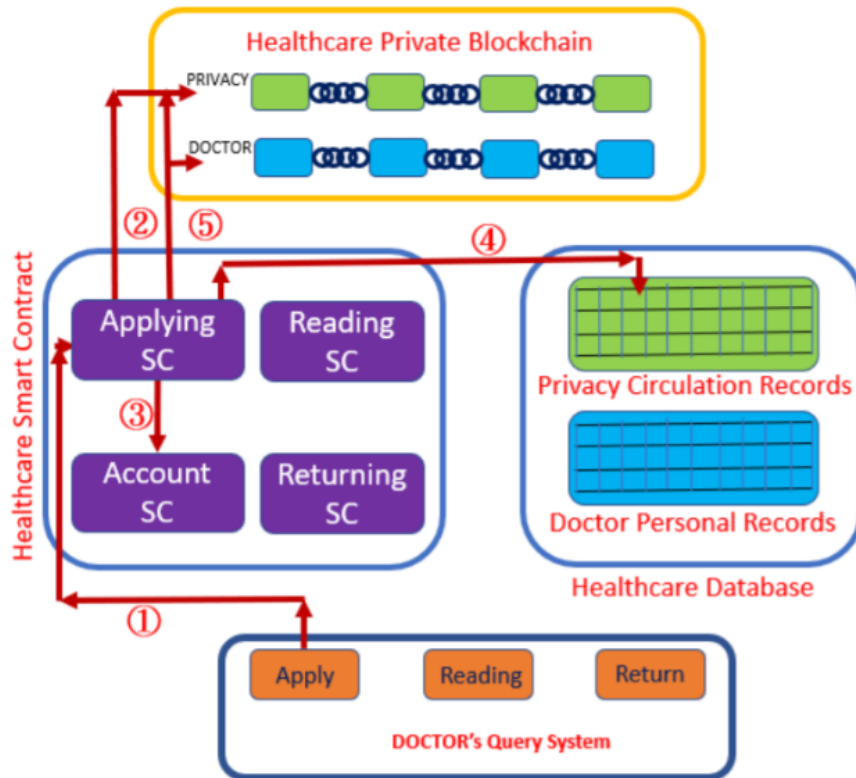 Healthcare Private Blockchain
PRIVACY
DOCTOR
②
⑤
④
Healthcare Smart Contract
Applying
SC
Reading
SC
③
Account
SC
Returning
SC
Privacy Circulation Records
Doctor Personal Records
Healthcare Database
①
Apply
Reading
Return
DOCTOR's Query System